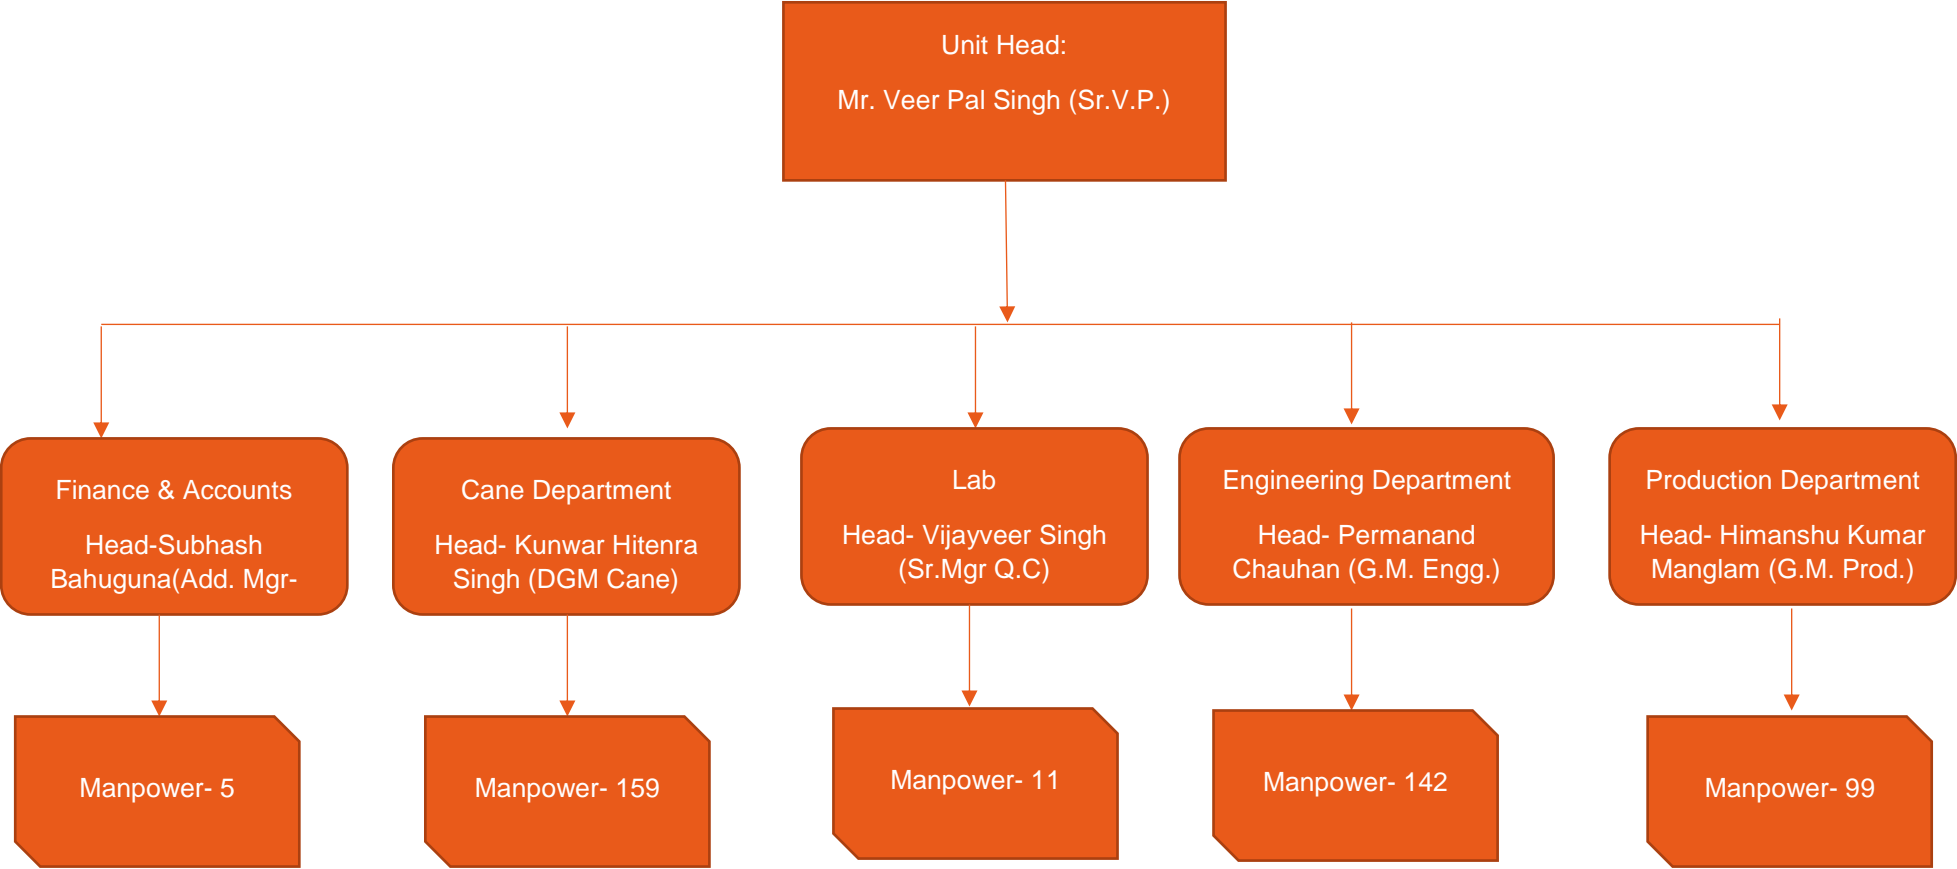 Unit Head:
Mr. Veer Pal Singh (Sr.V.P.)
Finance & Accounts
Head-Subhash
Bahuguna(Add. Mgr-
Cane Department
Head- Kunwar Hitenra
Singh (DGM Cane)
Lab
Head- Vijayveer Singh
(Sr.Mgr Q.C)
Engineering Department
Head- Permanand
Chauhan (G.M. Engg.)
Production Department
Head- Himanshu Kumar
Manglam (G.M. Prod.)
Manpower- 5
Manpower- 159
Manpower- 11
Manpower- 142
Manpower- 99